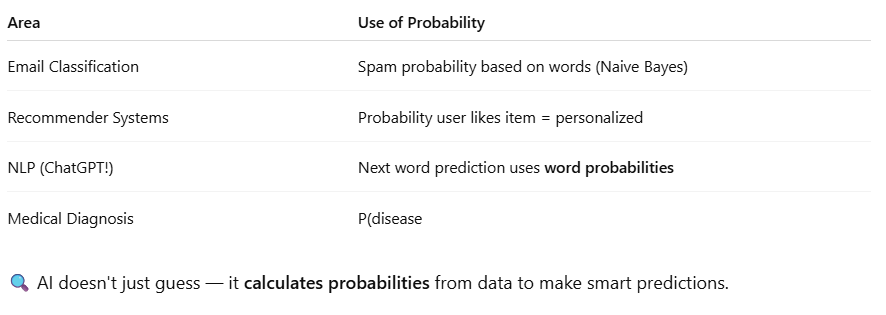 Area Use of Probability
Email Classification Spam probability based on words (Naive Bayes)
Recommender Systems Probability user likes item = personalized
NLP (ChatGPT!) Next word prediction uses word probabilities
Medical Diagnosis P(disease
🔍 AI doesn't just guess — it calculates probabilities from data to make smart predictions.